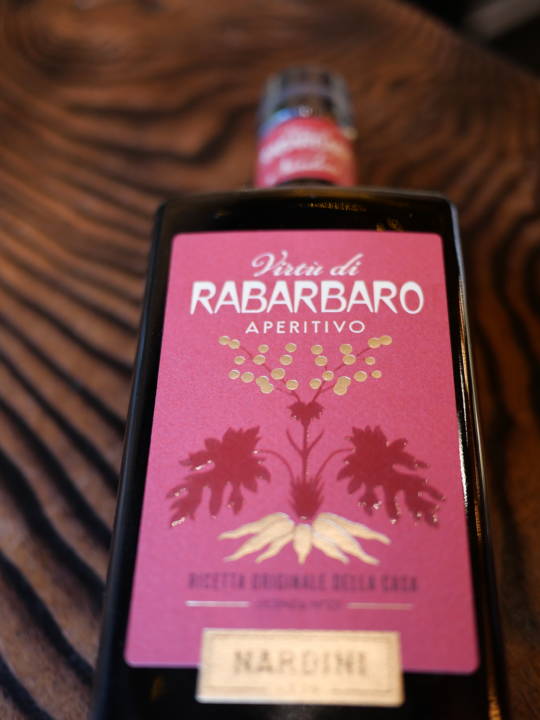 Virtù di
RABARBARO
APERITIVO
RICETTA ORIGINALE DELLA CASA
NARDINI